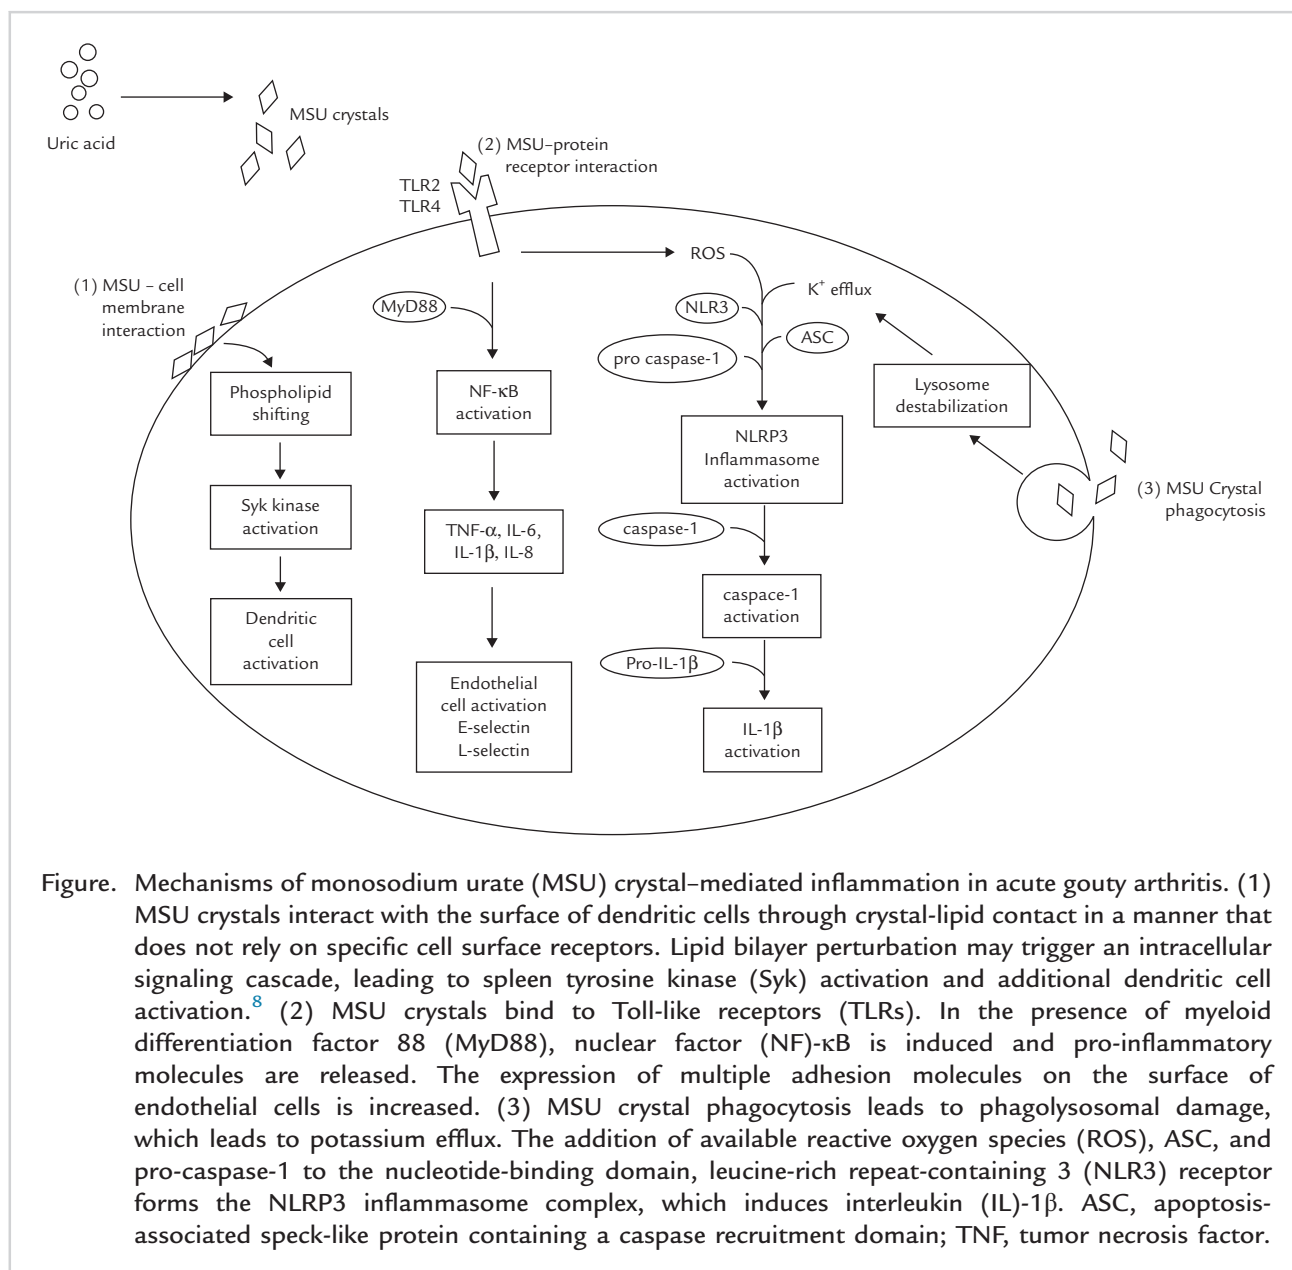 Uric acid
MSU crystals
(2) MSU–protein
receptor interaction
TLR2
TLR4
(1) MSU – cell
membrane
interaction
Phospholipid
shifting
Syk kinase
activation
Dendritic
cell
activation
MyD88
NF-κB
activation
TNF-α, IL-6,
IL-1β, IL-8
Endothelial
cell activation
E-selectin
L-selectin
ROS
K⁺ efflux
NLR3
ASC
pro caspase-1
NLRP3
Inflammasome
activation
caspase-1
caspace-1
activation
Pro-IL-1β
IL-1β
activation
Lysosome
destabilization
(3) MSU Crystal
phagocytosis
Figure. Mechanisms of monosodium urate (MSU) crystal–mediated inflammation in acute gouty arthritis. (1)
MSU crystals interact with the surface of dendritic cells through crystal-lipid contact in a manner that
does not rely on specific cell surface receptors. Lipid bilayer perturbation may trigger an intracellular
signaling cascade, leading to spleen tyrosine kinase (Syk) activation and additional dendritic cell
activation.⁸ (2) MSU crystals bind to Toll-like receptors (TLRs). In the presence of myeloid
differentiation factor 88 (MyD88), nuclear factor (NF)-κB is induced and pro-inflammatory
molecules are released. The expression of multiple adhesion molecules on the surface of
endothelial cells is increased. (3) MSU crystal phagocytosis leads to phagolysosomal damage,
which leads to potassium efflux. The addition of available reactive oxygen species (ROS), ASC, and
pro-caspase-1 to the nucleotide-binding domain, leucine-rich repeat-containing 3 (NLR3) receptor
forms the NLRP3 inflammasome complex, which induces interleukin (IL)-1β. ASC, apoptosis-
associated speck-like protein containing a caspase recruitment domain; TNF, tumor necrosis factor.